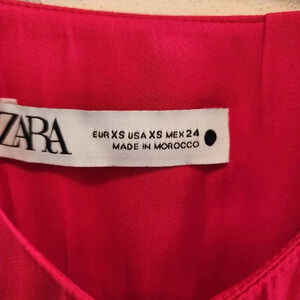 ZARA
EUR XS USA XS MEX 24
MADE IN MOROCCO